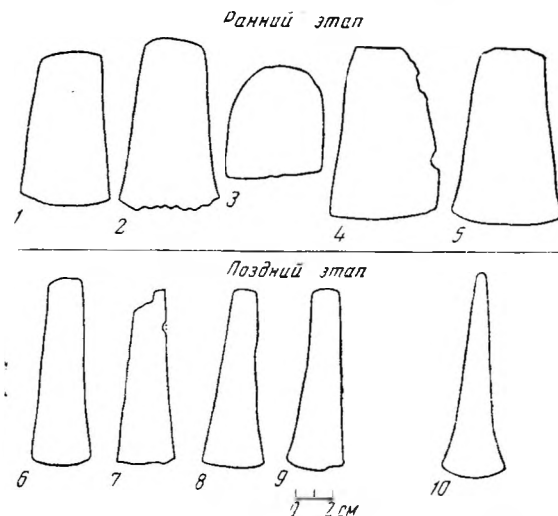 Ранний этап
1 2 3 4 5
Поздний этап
6 7 8 9 10
0 2 см